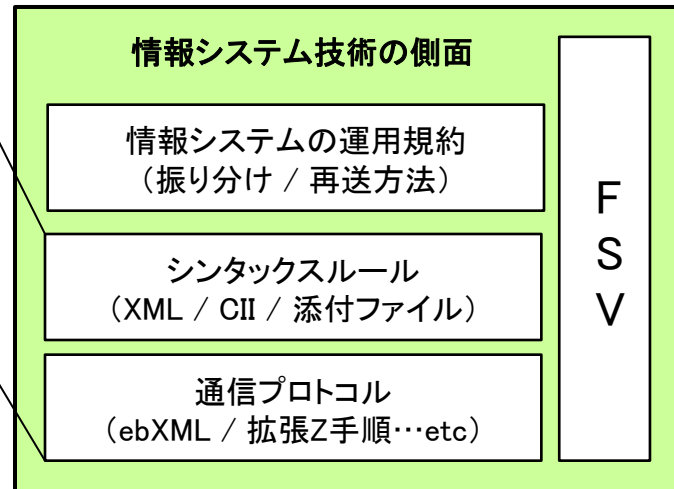 情報システム技術の側面
情報システムの運用規約
(振り分け / 再送方法)
シンタックスルール
(XML / CII / 添付ファイル)
通信プロトコル
(ebXML / 拡張Z手順…etc)
F
S
V